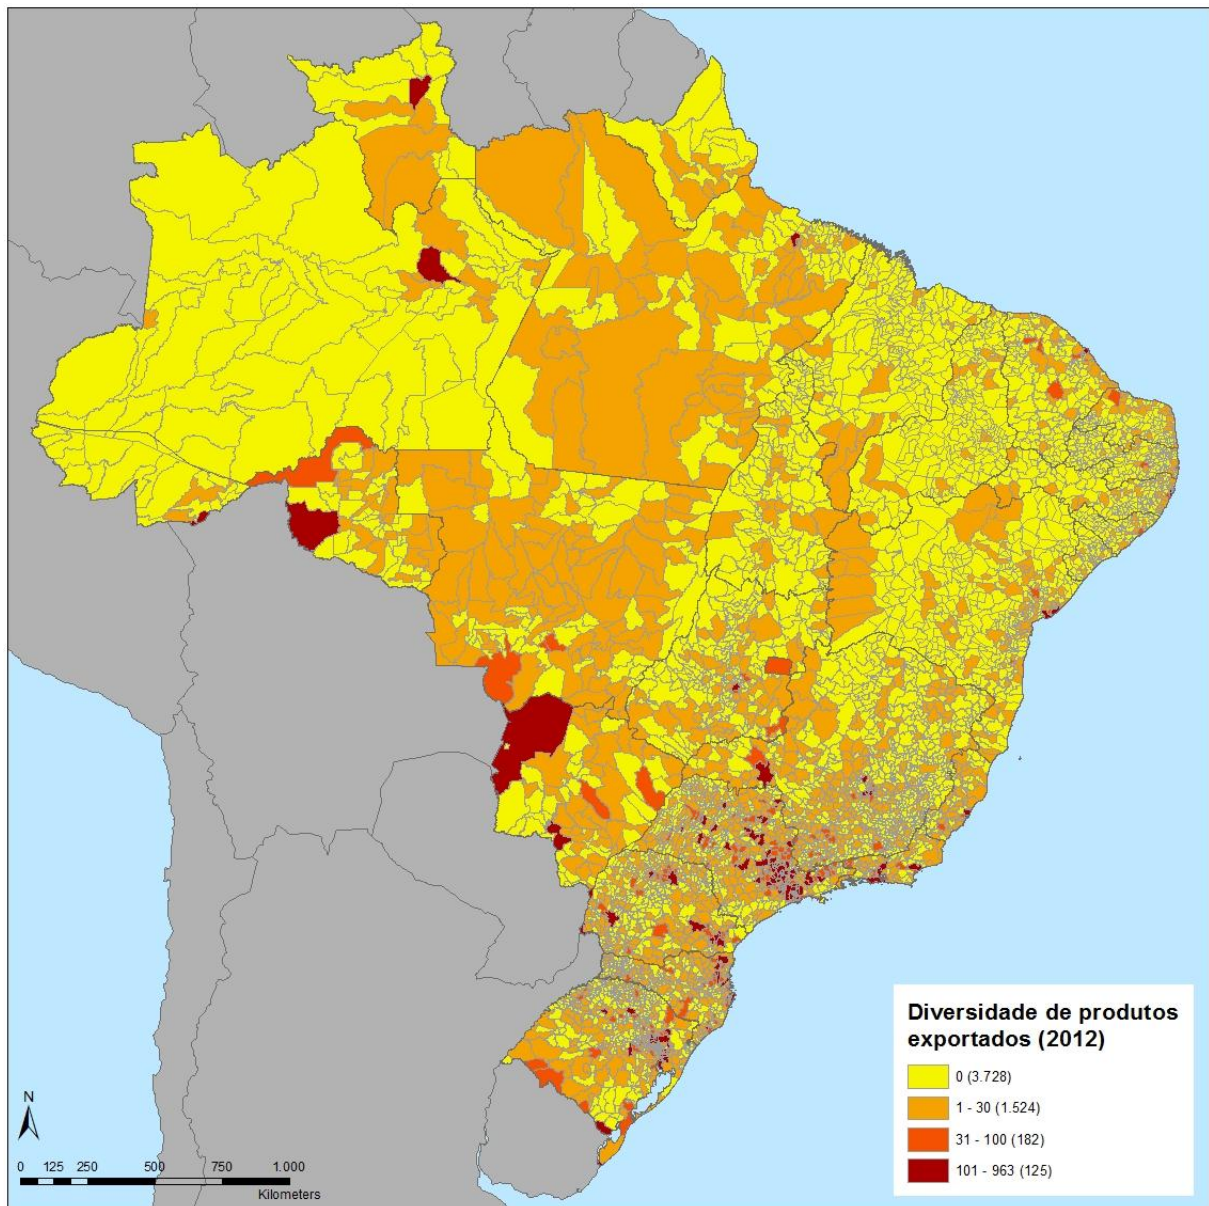 Diversidade de produtos
exportados (2012)
0 (3.728)
1 - 30 (1.524)
31 - 100 (182)
101 - 963 (125)
N
0 125 250 500 750 1.000
Kilometers